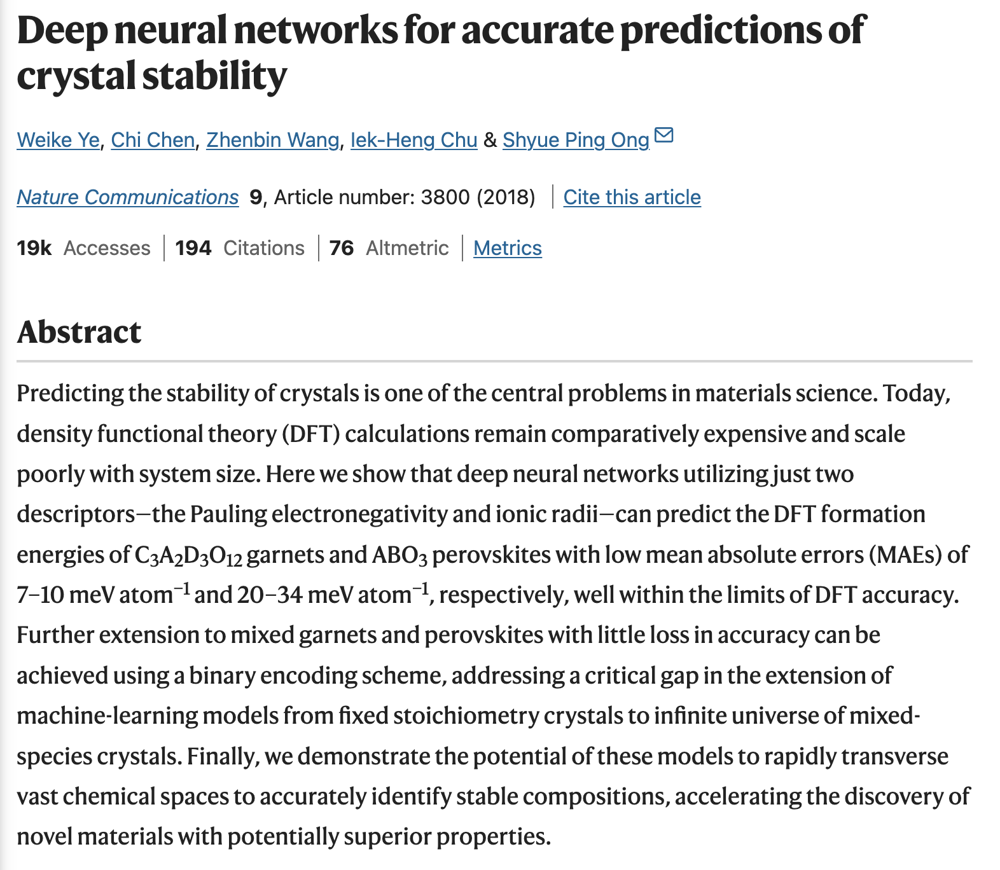 Deep neural networks for accurate predictions of
crystal stability
Weike Ye, Chi Chen, Zhenbin Wang, Iek-Heng Chu & Shyue Ping Ong
Nature Communications 9, Article number: 3800 (2018) | Cite this article
19k Accesses | 194 Citations | 76 Altmetric | Metrics
Abstract
Predicting the stability of crystals is one of the central problems in materials science. Today,
density functional theory (DFT) calculations remain comparatively expensive and scale
poorly with system size. Here we show that deep neural networks utilizing just two
descriptors—the Pauling electronegativity and ionic radii—can predict the DFT formation
energies of C₃A₂D₃O₁₂ garnets and ABO₃ perovskites with low mean absolute errors (MAEs) of
7–10 meV atom⁻¹ and 20–34 meV atom⁻¹, respectively, well within the limits of DFT accuracy.
Further extension to mixed garnets and perovskites with little loss in accuracy can be
achieved using a binary encoding scheme, addressing a critical gap in the extension of
machine-learning models from fixed stoichiometry crystals to infinite universe of mixed-
species crystals. Finally, we demonstrate the potential of these models to rapidly transverse
vast chemical spaces to accurately identify stable compositions, accelerating the discovery of
novel materials with potentially superior properties.